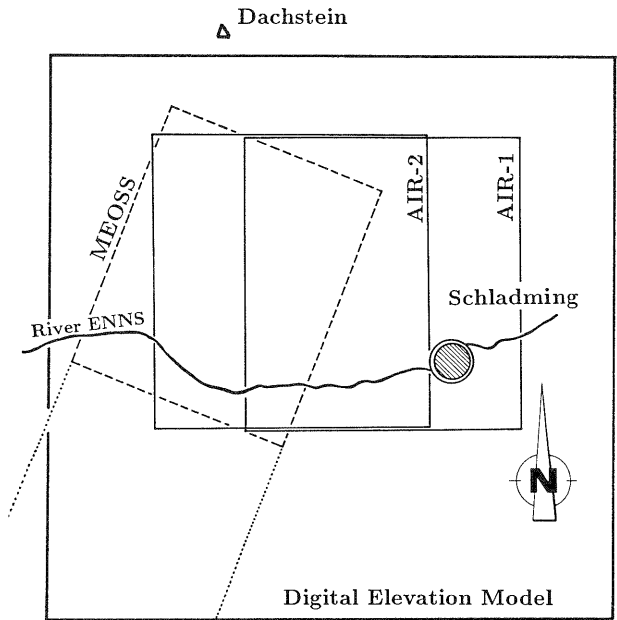 Dachstein
MEOSS
AIR-2
AIR-1
Schladming
River ENNS
N
Digital Elevation Model